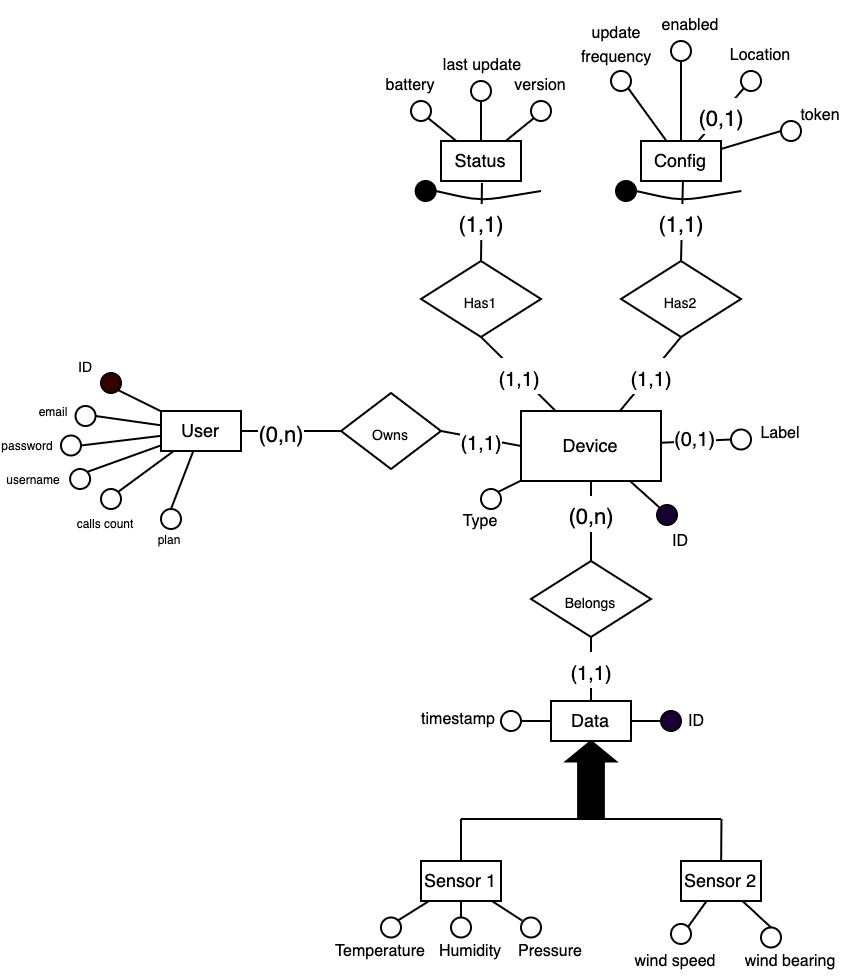 update
frequency
enabled
Location
last update
battery
version
(0,1)
token
Status
Config
(1,1)
(1,1)
Has1
Has2
(1,1)
(1,1)
ID
email
password
username
calls count
plan
User
(0,n)
Owns
(1,1)
Device
(0,1)
Label
Type
(0,n)
ID
Belongs
(1,1)
timestamp
Data
ID
Sensor 1
Sensor 2
Temperature
Humidity
Pressure
wind speed
wind bearing